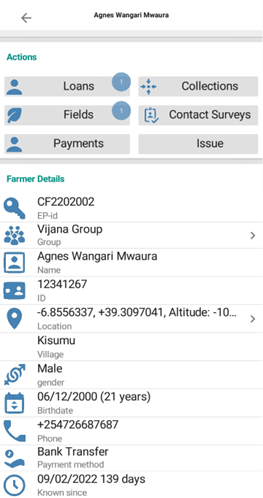 Agnes Wangari Mwaura
Actions
Loans 1 Collections
Fields 1 Contact Surveys
Payments Issue
Farmer Details
CF2202002
EP-id
Vijana Group
Group
Agnes Wangari Mwaura
Name
12341267
ID
-6.8556337, +39.3097041, Altitude: -10...
Location
Kisumu
Village
Male
gender
06/12/2000 (21 years)
Birthdate
+254726687687
Phone
Bank Transfer
Payment method
09/02/2022 139 days
Known since